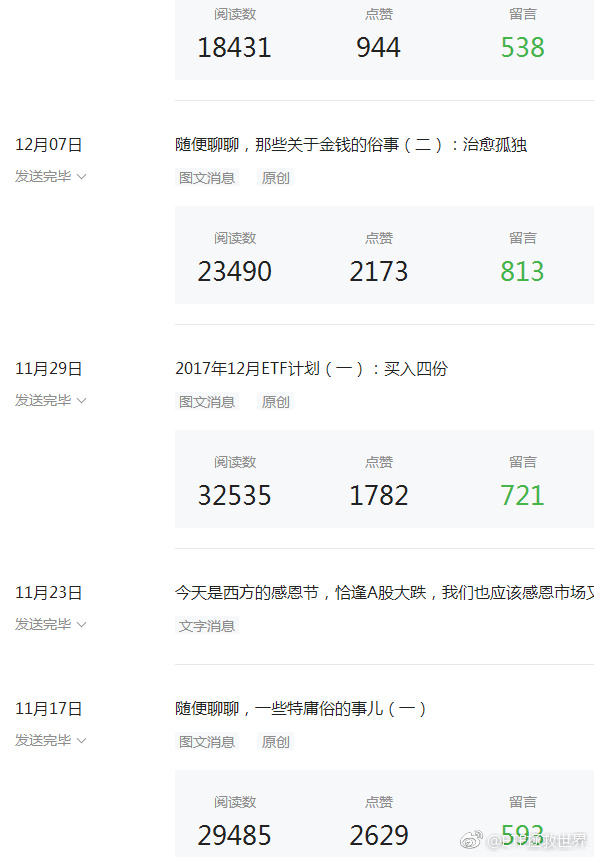 阅读数 点赞 留言
18431 944 538
12月07日 随便聊聊，那些关于金钱的俗事（二）：治愈孤独
发送完毕 图文消息 原创
阅读数 点赞 留言
23490 2173 813
11月29日 2017年12月ETF计划（一）：买入四份
发送完毕 图文消息 原创
阅读数 点赞 留言
32535 1782 721
11月23日 今天是西方的感恩节，恰逢A股大跌，我们也应该感恩市场又
发送完毕 文字消息
11月17日 随便聊聊，一些特庸俗的事儿（一）
发送完毕 图文消息 原创
阅读数 点赞 留言
29485 2629 593
@ETF拯救世界